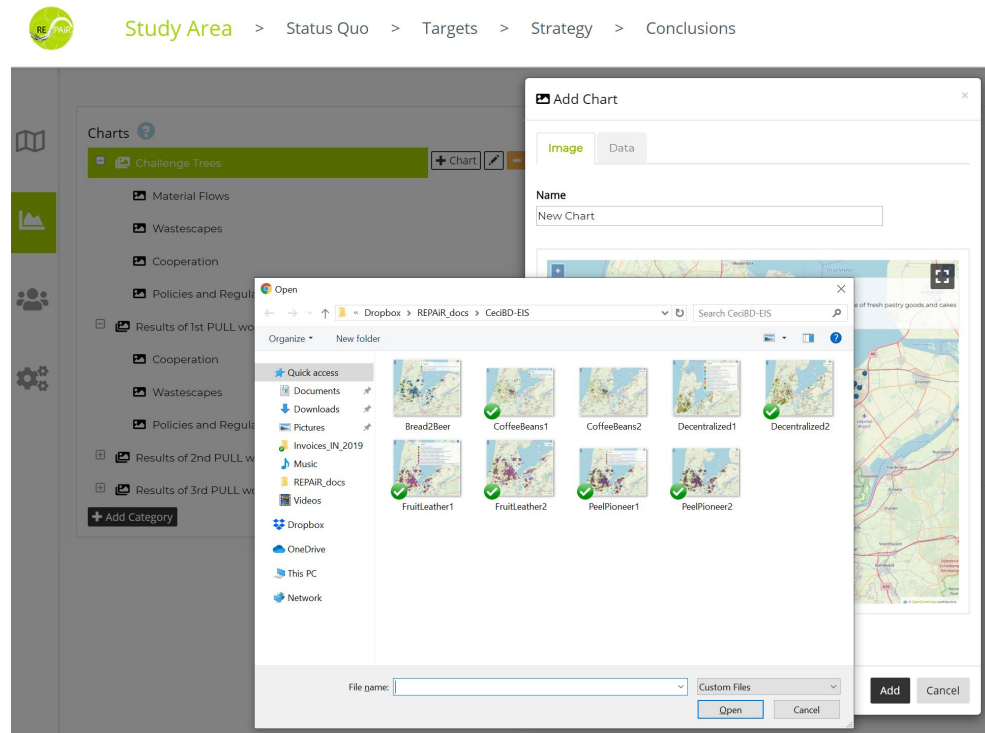 REPAiR
Study Area > Status Quo > Targets > Strategy > Conclusions
Add Chart ×
Charts ?
Image Data
Challenge Trees
+ Chart
Material Flows
Name
New Chart
Wastescapes
Cooperation
Policies and Regula
Results of 1st PULL wo
Cooperation
Wastescapes
Policies and Regula
Results of 2nd PULL w
Results of 3rd PULL wo
+ Add Category
e of fresh pastry goods and cakes
Open
« Dropbox > REPAiR_docs > CeciBD-EIS
Search CeciBD-EIS
Organize New folder
Quick access
Documents
Downloads
Pictures
Invoices_IN_2019
Music
REPAiR_docs
Videos
Dropbox
OneDrive
This PC
Network
Bread2Beer CoffeeBeans1 CoffeeBeans2 Decentralized1 Decentralized2
FruitLeather1 FruitLeather2 PeelPioneer1 PeelPioneer2
File name:
Custom Files
Open Cancel
Add Cancel